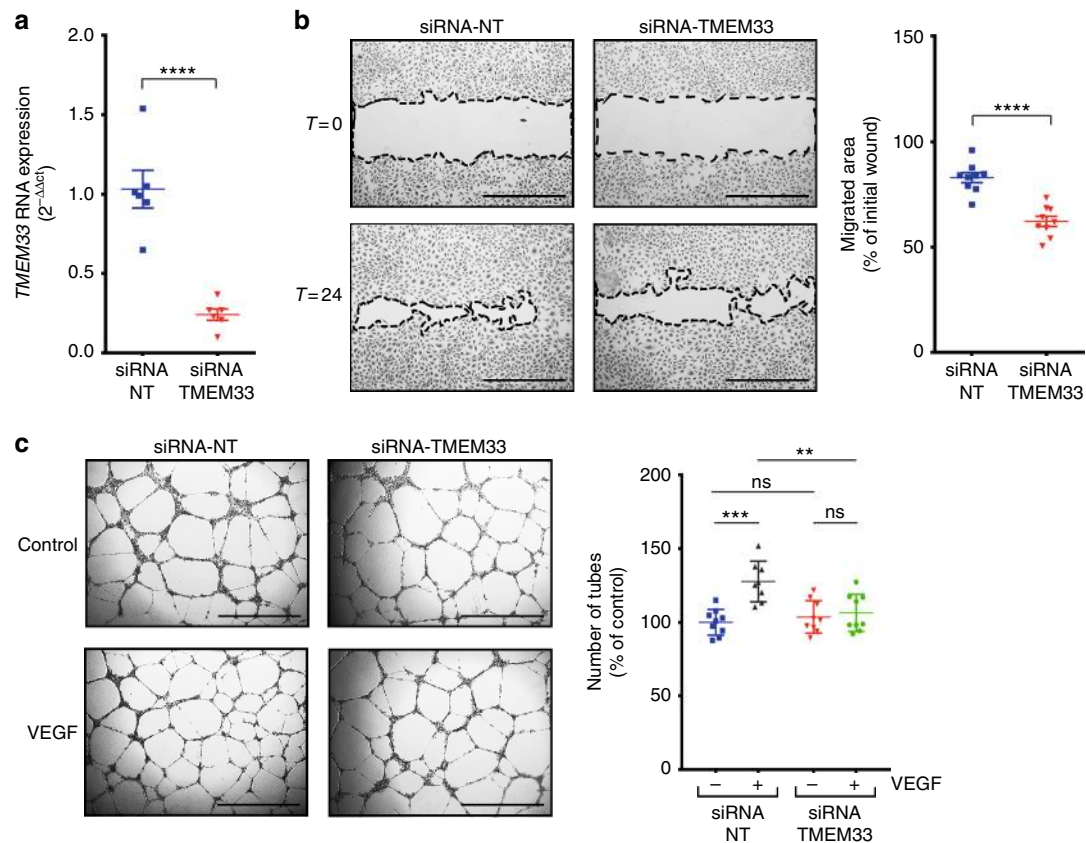 a
2.0
1.5
1.0
0.5
0.0
TMEM33 RNA expression
(2⁻ΔΔct)
****
siRNA
NT
siRNA
TMEM33
b
siRNA-NT
siRNA-TMEM33
T=0
T=24
150
100
50
0
Migrated area
(% of initial wound)
****
siRNA
NT
siRNA
TMEM33
c
siRNA-NT
siRNA-TMEM33
Control
VEGF
200
150
100
50
0
Number of tubes
(% of control)
**
ns
***
ns
− + − + VEGF
siRNA
NT
siRNA
TMEM33